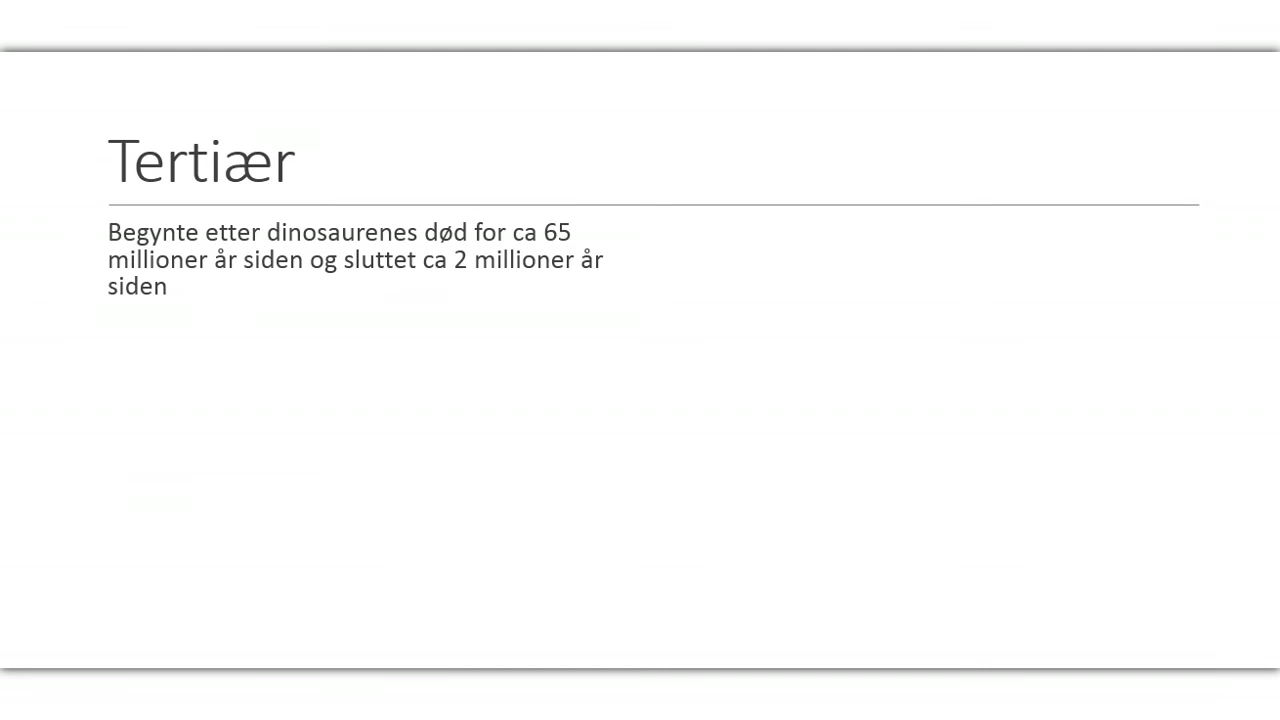 Tertiær
Begynte etter dinosaurenes død for ca 65
millioner år siden og sluttet ca 2 millioner år
siden